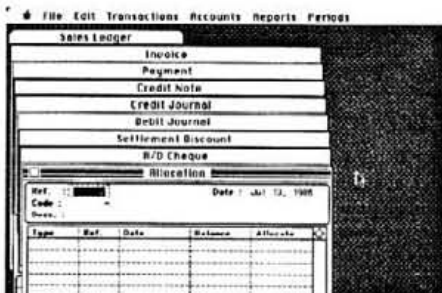 File Edit Transactions Accounts Reports Periods
Sales Ledger
Invoice
Payment
Credit Note
Credit Journal
Debit Journal
Settlement Discount
R/D Cheque
Allocation
Ref. :
Date : Jul 13, 1986
Code :
Type Ref. Date Balance Allocate